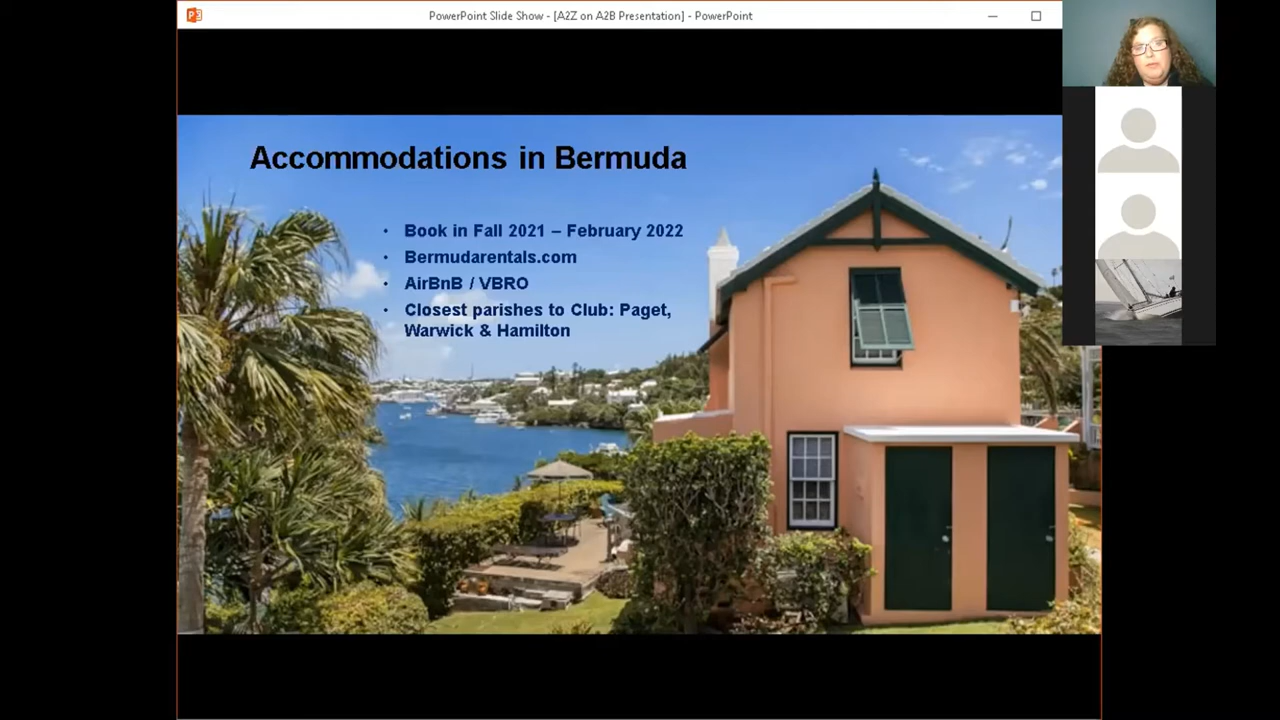 PowerPoint Slide Show - [A2Z on A2B Presentation] - PowerPoint
Accommodations in Bermuda
• Book in Fall 2021 – February 2022
• Bermudarentals.com
• AirBnB / VBRO
• Closest parishes to Club: Paget,
Warwick & Hamilton